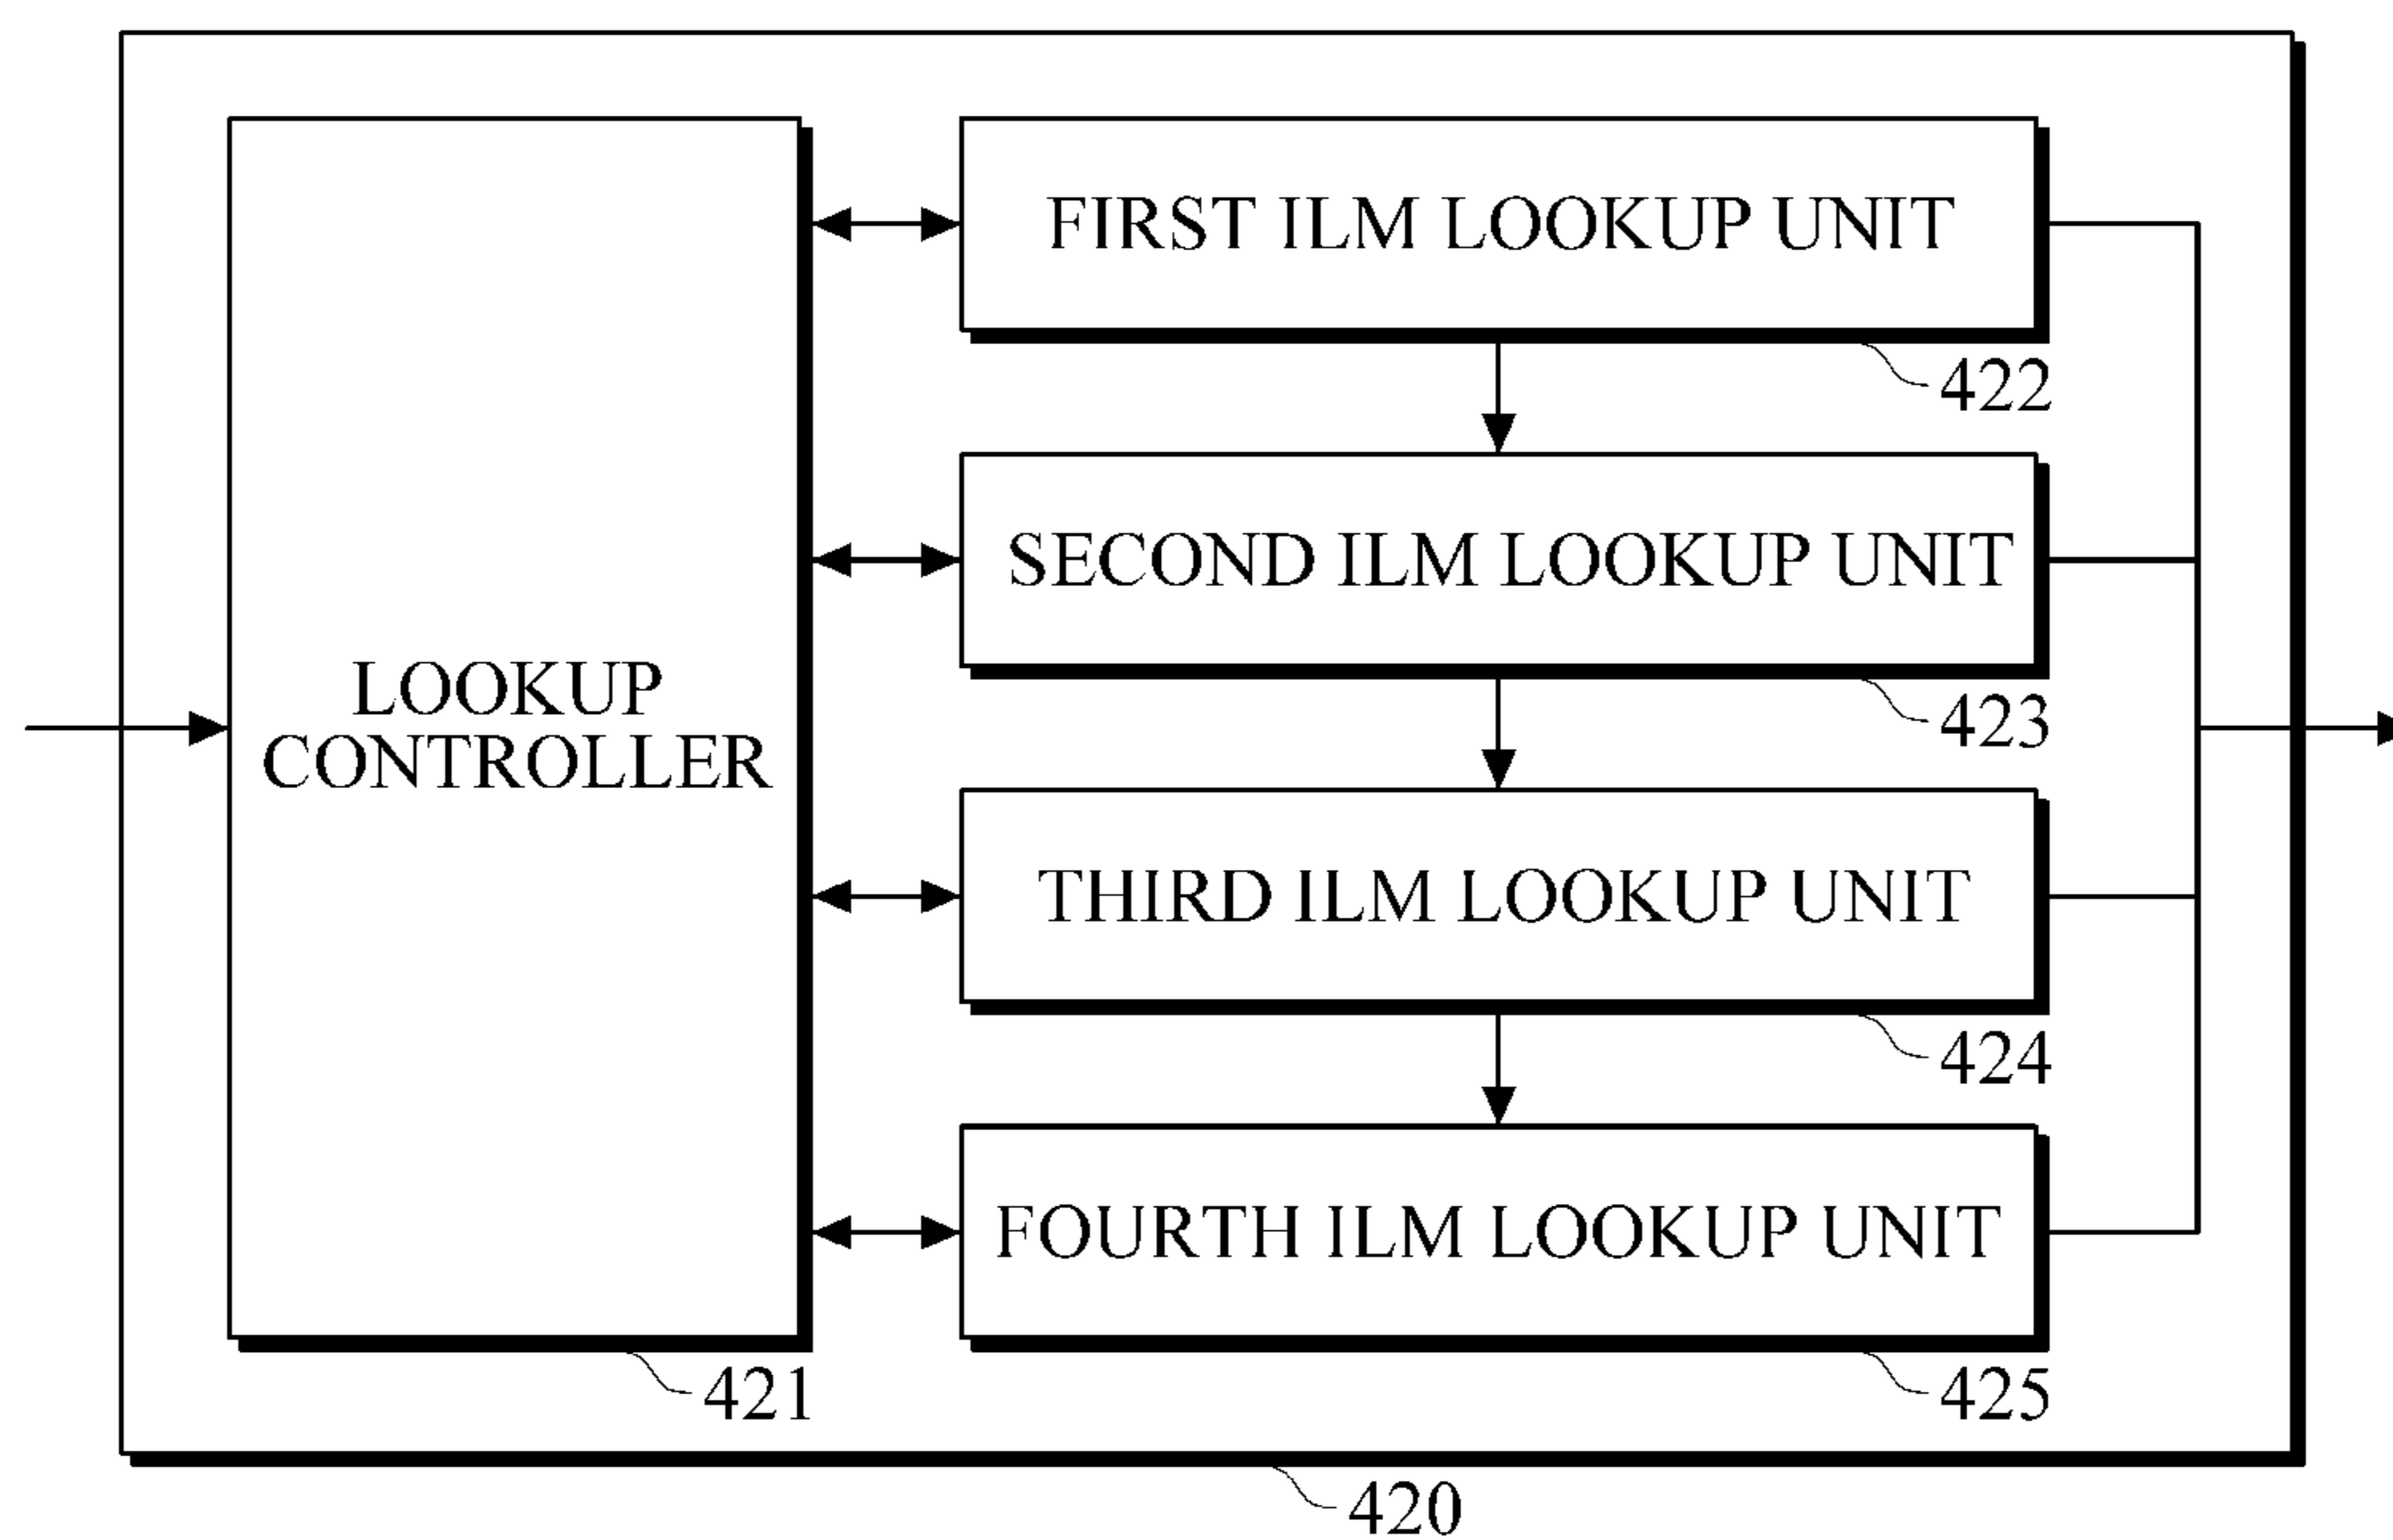 FIRST ILM LOOKUP UNIT
422
SECOND ILM LOOKUP UNIT
423
LOOKUP
CONTROLLER
THIRD ILM LOOKUP UNIT
424
FOURTH ILM LOOKUP UNIT
421
425
420